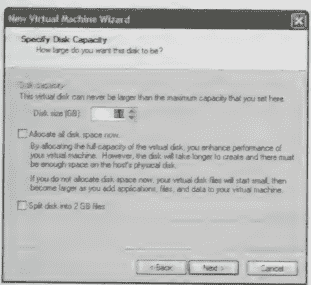 New Virtual Machine Wizard
Specify Disk Capacity
How large do you want this disk to be?
Disk capacity
This virtual disk can never be larger than the maximum capacity that you set here.
Disk size (GB):
Allocate all disk space now.
By allocating the full capacity of the virtual disk, you enhance performance of
your virtual machine. However, the disk will take longer to create and there must
be enough space on the host's physical disk.
If you do not allocate disk space now, your virtual disk files will start small, then
become larger as you add applications, files, and data to your virtual machine.
Split disk into 2 GB files
< Back
Next >
Cancel